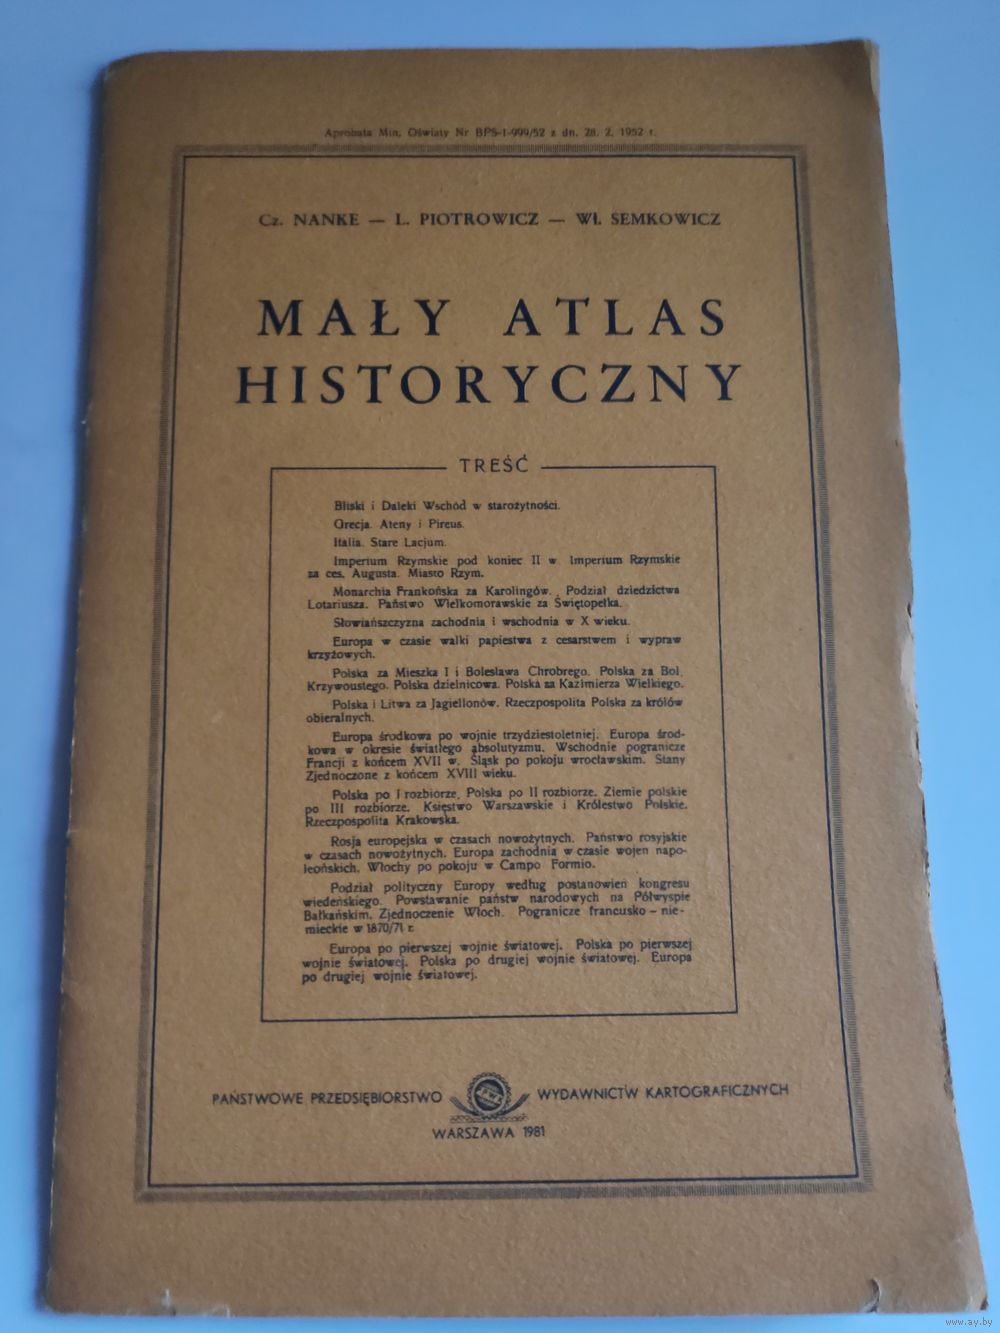 Aprobata Min. Oświaty Nr BPS-1-999/52 z dn. 28. 2. 1952 r.
Cz. NANKE — L. PIOTROWICZ — Wł. SEMKOWICZ
MAŁY ATLAS
HISTORYCZNY
TREŚĆ
Bliski i Daleki Wschód w starożytności.
Grecja. Ateny i Pireus.
Italia. Stare Lacjum.
Imperium Rzymskie pod koniec II w. Imperium Rzymskie
za ces. Augusta. Miasto Rzym.
Monarchia Frankońska za Karolingów. Podział dziedzictwa
Lotariusza. Państwo Wielkomorawskie za Świętopełka.
Słowiańszczyzna zachodnia i wschodnia w X wieku.
Europa w czasie walki papiestwa z cesarstwem i wypraw
krzyżowych.
Polska za Mieszka I i Bolesława Chrobrego. Polska za Bol.
Krzywoustego. Polska dzielnicowa. Polska za Kazimierza Wielkiego.
Polska i Litwa za Jagiellonów. Rzeczpospolita Polska za królów
obieralnych.
Europa środkowa po wojnie trzydziestoletniej. Europa środ-
kowa w okresie światłego absolutyzmu. Wschodnie pogranicze
Francji z końcem XVII w. Śląsk po pokoju wrocławskim. Stany
Zjednoczone z końcem XVIII wieku.
Polska po I rozbiorze. Polska po II rozbiorze. Ziemie polskie
po III rozbiorze. Księstwo Warszawskie i Królestwo Polskie.
Rzeczpospolita Krakowska.
Rosja europejska w czasach nowożytnych. Państwo rosyjskie
w czasach nowożytnych. Europa zachodnia w czasie wojen napo-
leońskich. Włochy po pokoju w Campo Formio.
Podział polityczny Europy według postanowień kongresu
wiedeńskiego. Powstawanie państw narodowych na Półwyspie
Bałkańskim. Zjednoczenie Włoch. Pogranicze francusko – nie-
mieckie w 1870/71 r.
Europa po pierwszej wojnie światowej. Polska po pierwszej
wojnie światowej. Polska po drugiej wojnie światowej. Europa
po drugiej wojnie światowej.
PAŃSTWOWE PRZEDSIĘBIORSTWO PPWK WYDAWNICTW KARTOGRAFICZNYCH
WARSZAWA 1981
www.ay.by